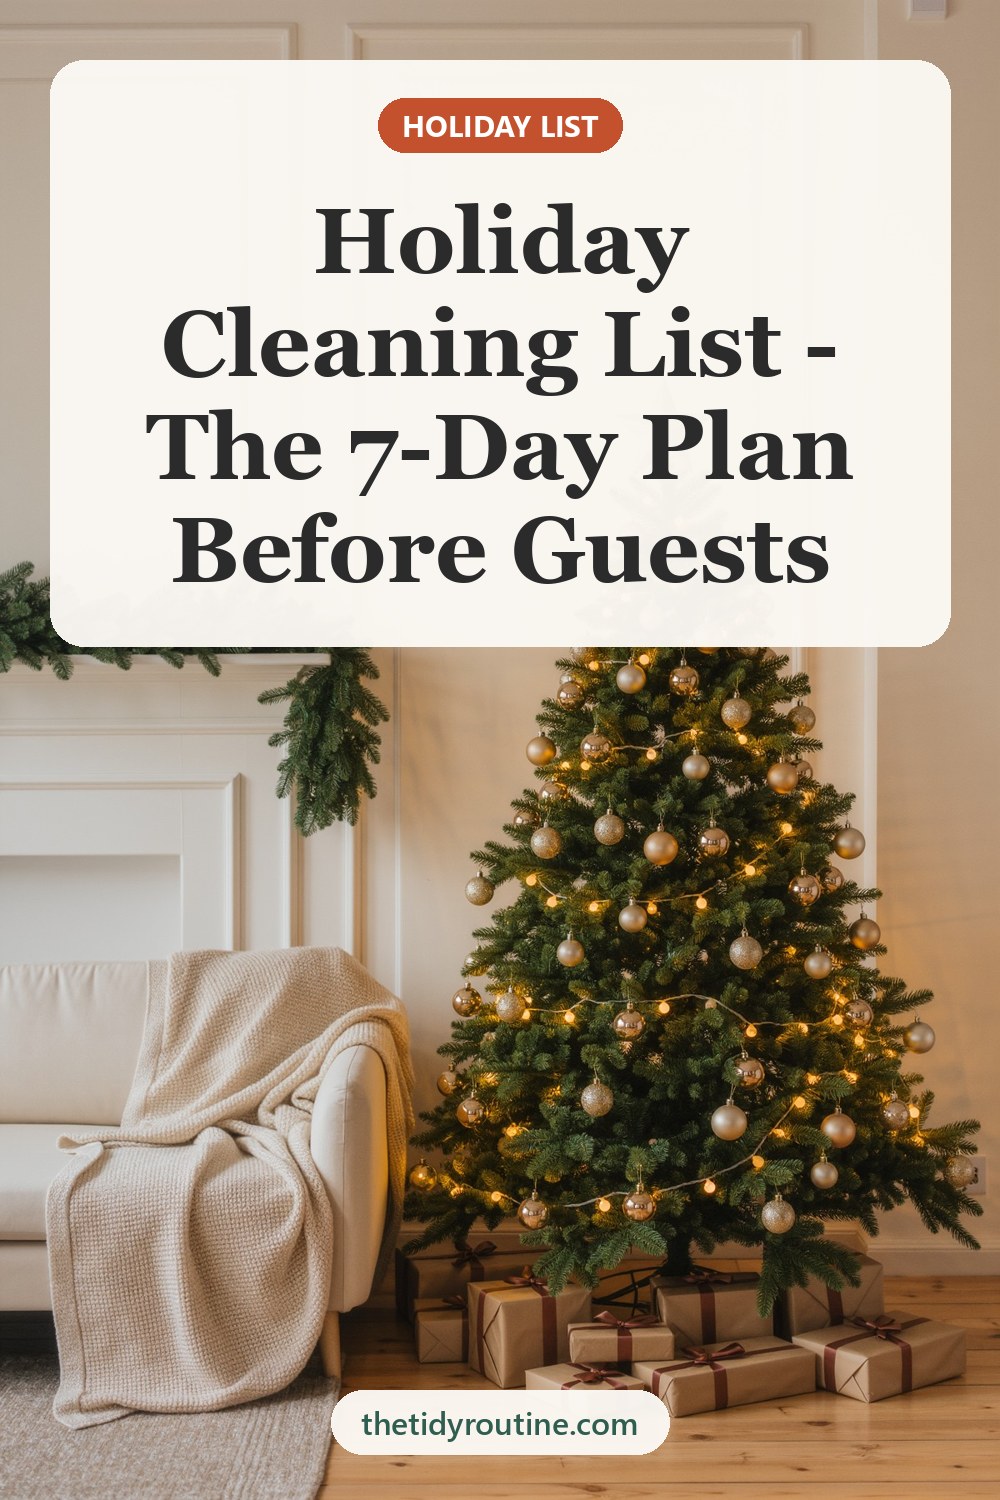 HOLIDAY LIST
Holiday
Cleaning List -
The 7-Day Plan
Before Guests
thetidyroutine.com